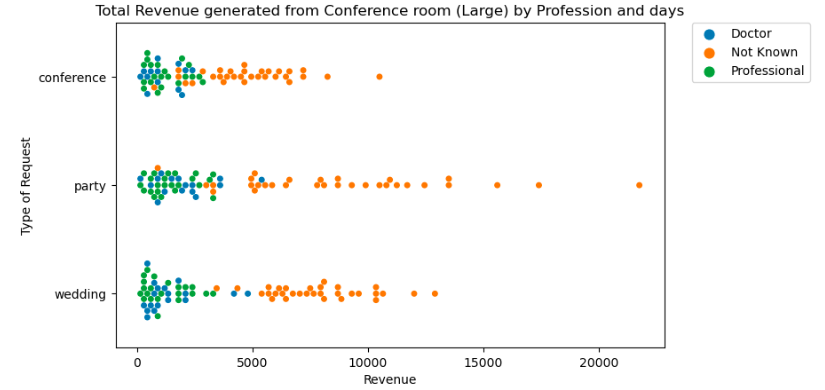 Total Revenue generated from Conference room (Large) by Profession and days
Doctor
Not Known
Professional
Type of Request
conference
party
wedding
0
5000
10000
15000
20000
Revenue